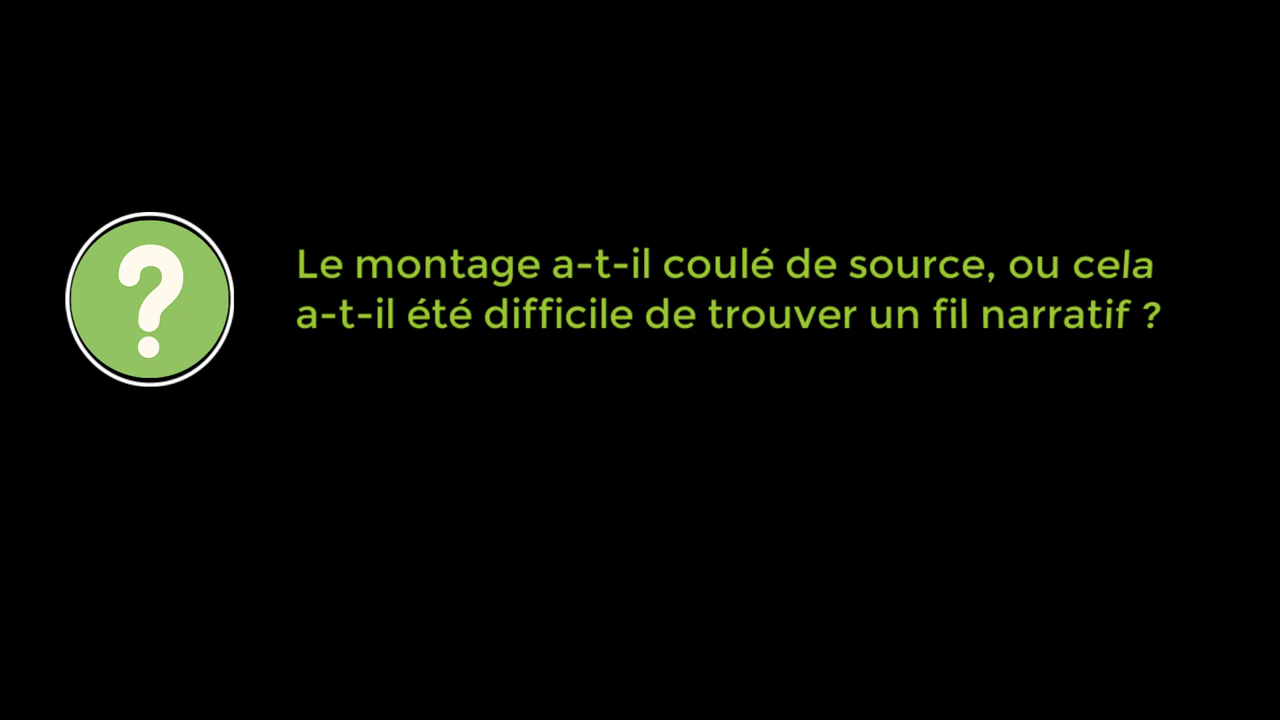 Le montage a-t-il coulé de source, ou cela
a-t-il été difficile de trouver un fil narratif ?